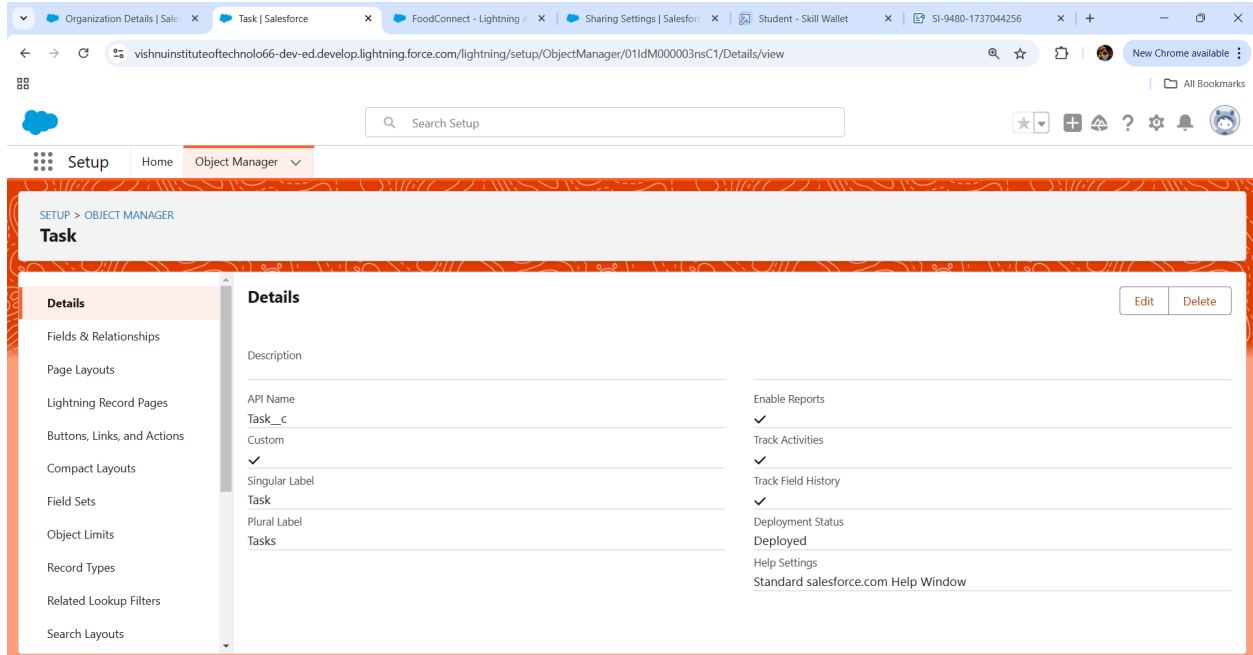 Organization Details | Sales
Task | Salesforce
FoodConnect - Lightning A
Sharing Settings | Salesforc
Student - Skill Wallet
SI-9480-1737044256
vishnuinstituteoftechnolo66-dev-ed.develop.lightning.force.com/lightning/setup/ObjectManager/01IdM000003nsC1/Details/view
New Chrome available
All Bookmarks
Search Setup
Setup
Home
Object Manager
SETUP > OBJECT MANAGER
Task
Details
Fields & Relationships
Page Layouts
Lightning Record Pages
Buttons, Links, and Actions
Compact Layouts
Field Sets
Object Limits
Record Types
Related Lookup Filters
Search Layouts
Details
Edit
Delete
Description
API Name
Task__c
Custom
Singular Label
Task
Plural Label
Tasks
Enable Reports
Track Activities
Track Field History
Deployment Status
Deployed
Help Settings
Standard salesforce.com Help Window